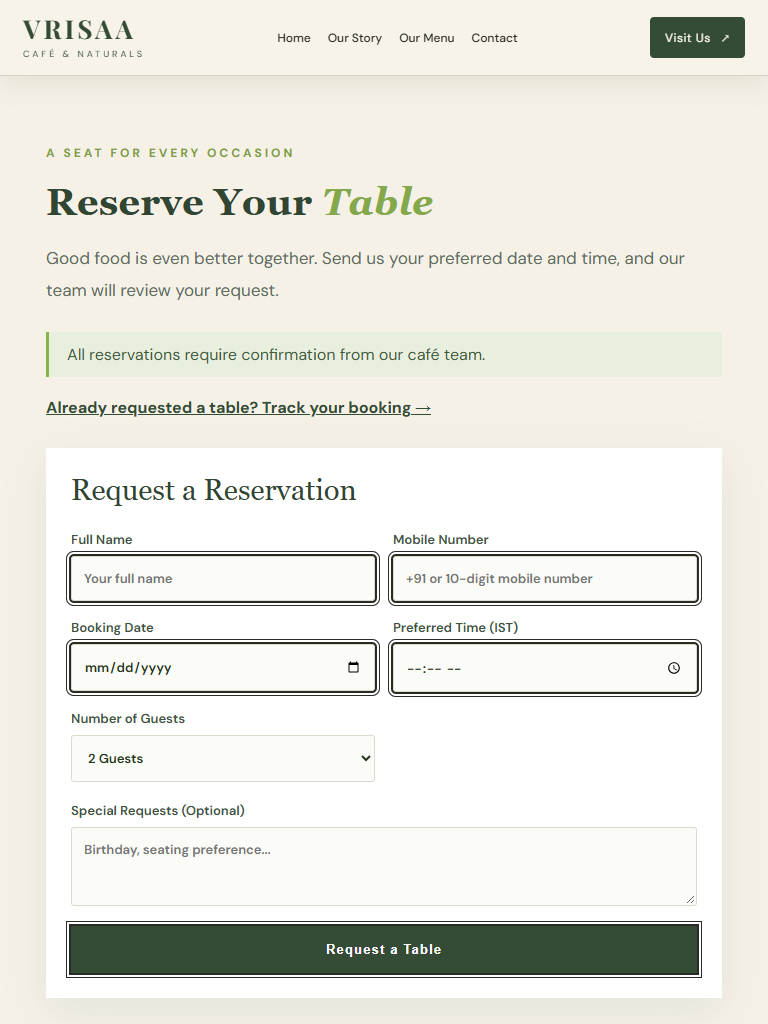 VRISAA
CAFÉ & NATURALS
Home Our Story Our Menu Contact
Visit Us ↗
A SEAT FOR EVERY OCCASION
Reserve Your Table
Good food is even better together. Send us your preferred date and time, and our
team will review your request.
All reservations require confirmation from our café team.
Already requested a table? Track your booking →
Request a Reservation
Full Name
Your full name
Mobile Number
+91 or 10-digit mobile number
Booking Date
mm/dd/yyyy
Preferred Time (IST)
--:-- --
Number of Guests
2 Guests
Special Requests (Optional)
Birthday, seating preference...
Request a Table